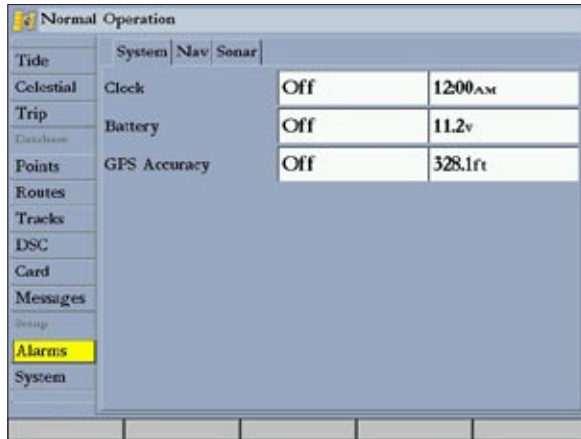 Normal Operation
System Nav Sonar
Tide
Celestial
Trip
Database
Points
Routes
Tracks
DSC
Card
Messages
Setup
Alarms
System
Clock Off 12:00AM
Battery Off 11.2v
GPS Accuracy Off 328.1ft